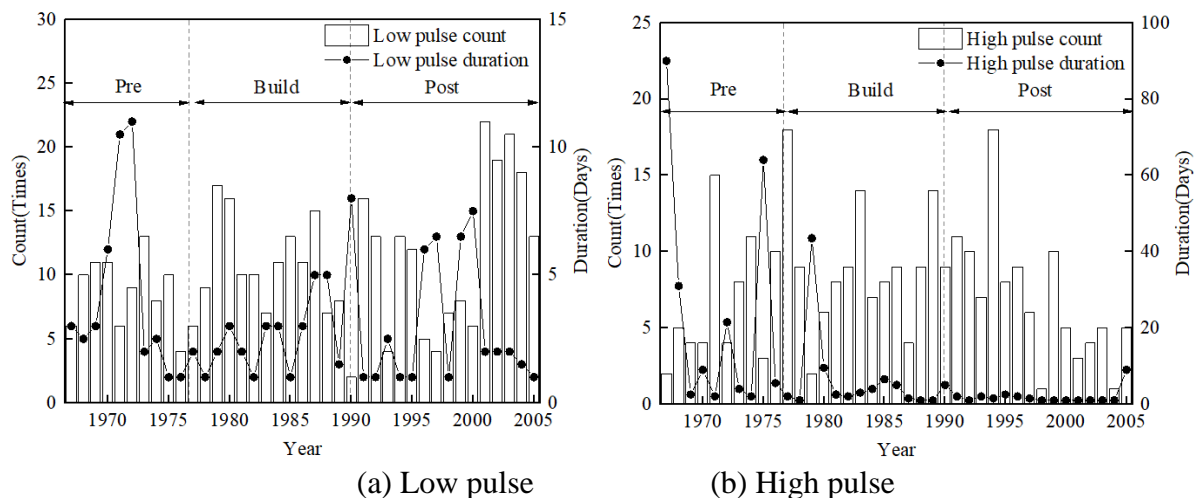 30
25
20
15
10
5
0
Count(Times)
15
10
5
0
Duration(Days)
Low pulse count
Low pulse duration
Pre
Build
Post
1970 1975 1980 1985 1990 1995 2000 2005
Year
(a) Low pulse
25
20
15
10
5
0
Count(Times)
100
80
60
40
20
0
Duration(Days)
High pulse count
High pulse duration
Pre
Build
Post
1970 1975 1980 1985 1990 1995 2000 2005
Year
(b) High pulse